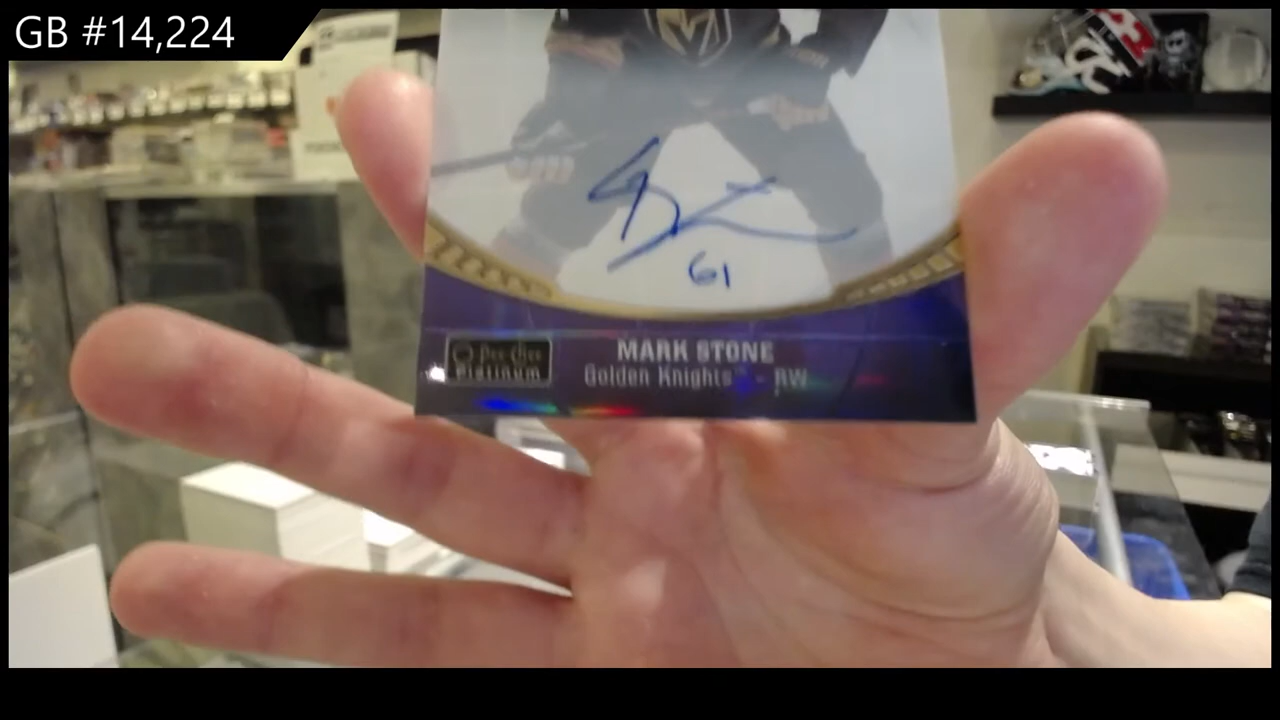 GB #14,224
61
O-Pee-Chee
Platinum
MARK STONE
Golden Knights™ - RW